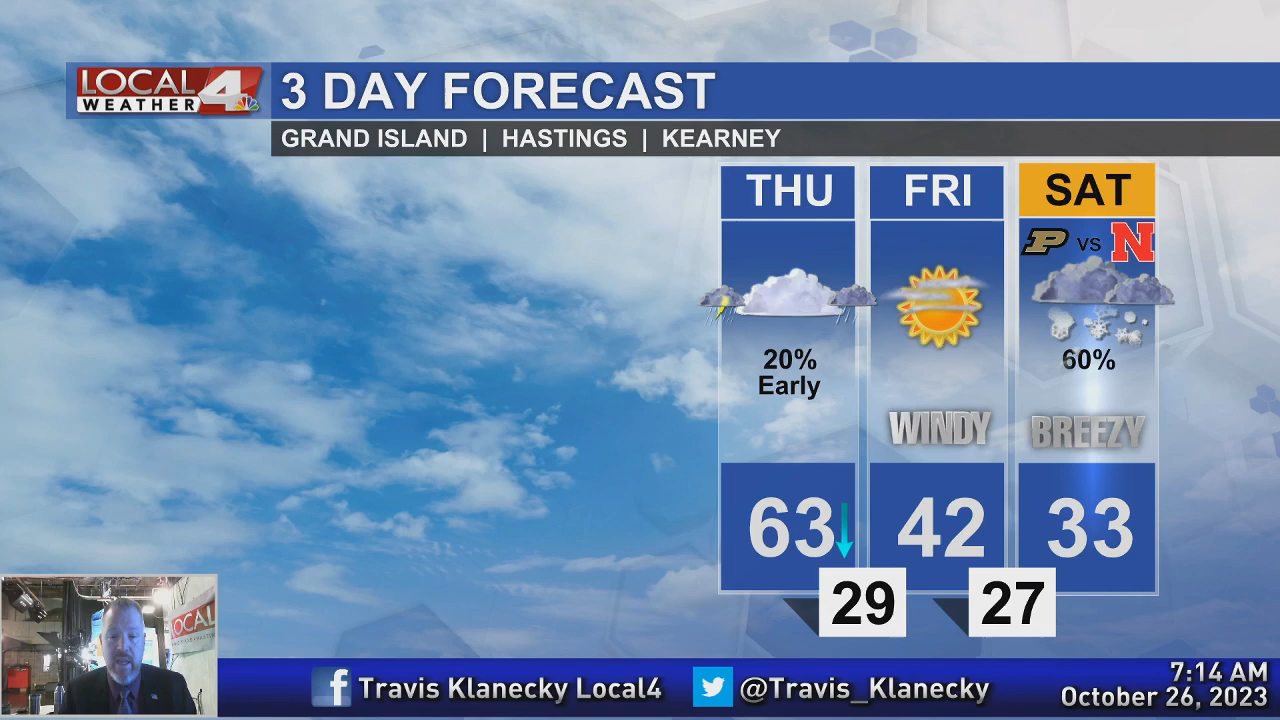 LOCAL 4
WEATHER
3 DAY FORECAST
GRAND ISLAND | HASTINGS | KEARNEY
THU
FRI
SAT
P VS N
20%
Early
60%
WINDY
BREEZY
63
42
33
29
27
LOCAL
Travis Klanecky Local4
@Travis_Klanecky
7:14 AM
October 26, 2023